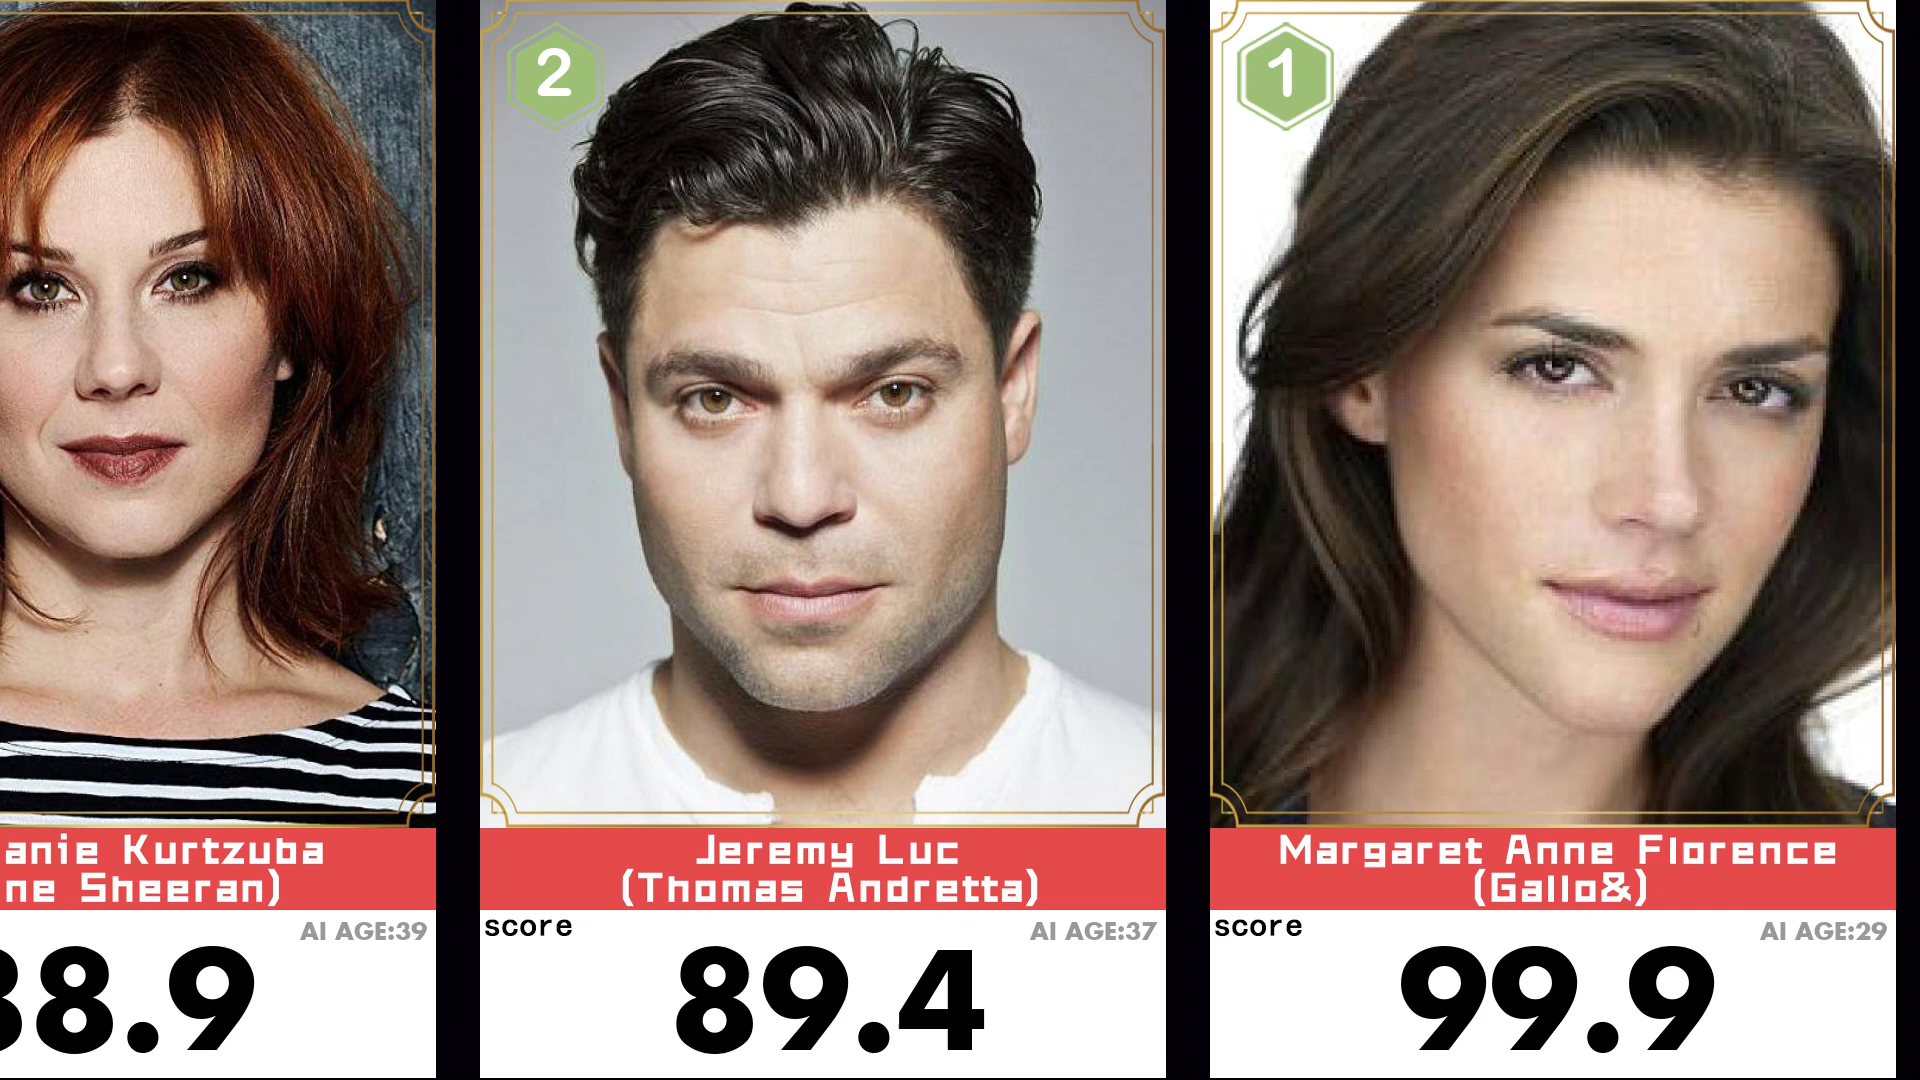 2
1
anie Kurtzuba
ne Sheeran)
AI AGE:39
38.9
Jeremy Luc
(Thomas Andretta)
score
AI AGE:37
89.4
Margaret Anne Florence
(Gallo&)
score
AI AGE:29
99.9